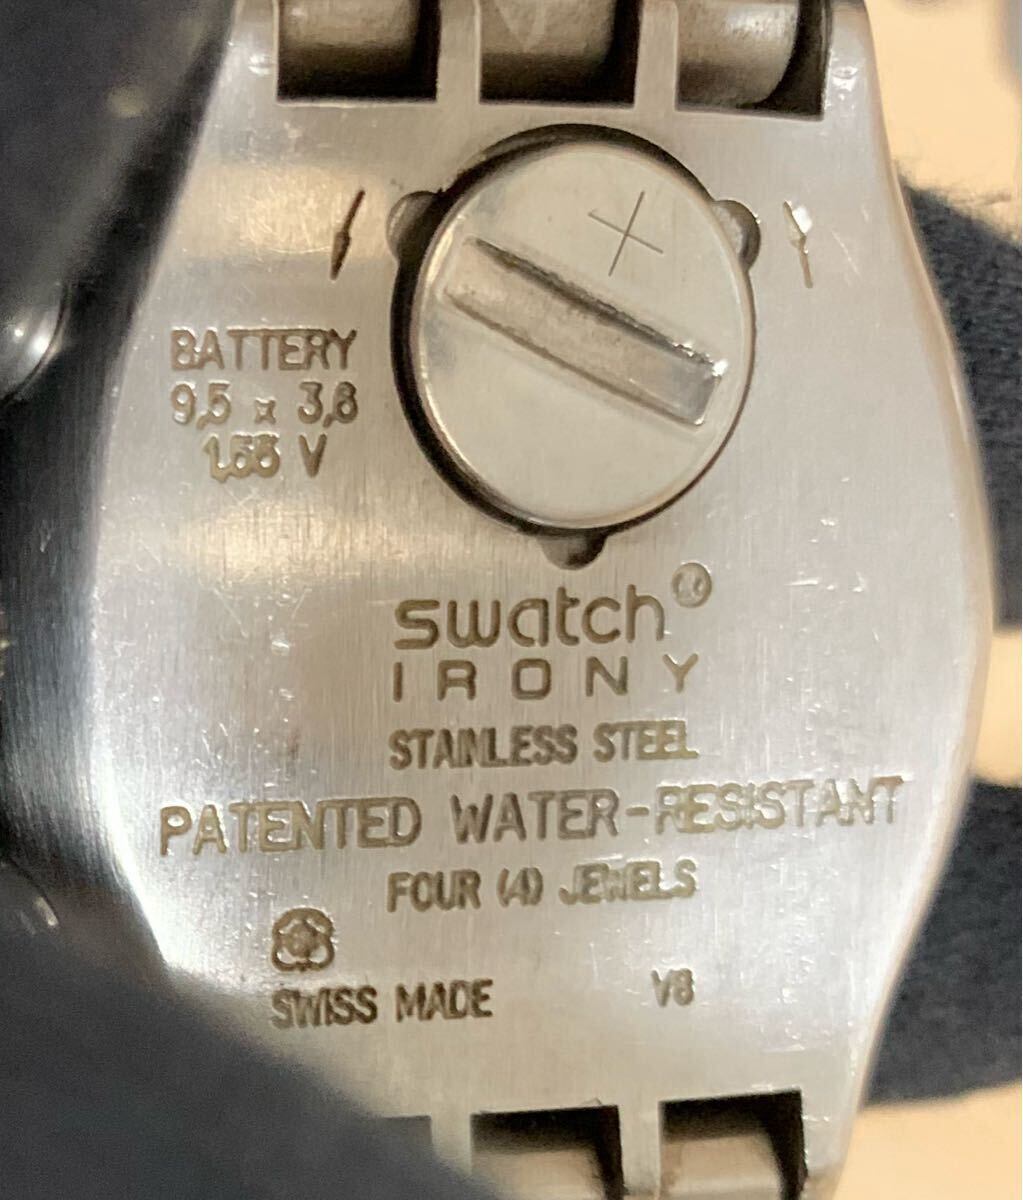 +
BATTERY
9,5 x 3,6
1,55 V
swatch®
IRONY
STAINLESS STEEL
PATENTED WATER-RESISTANT
FOUR (4) JEWELS
SWISS MADE V8